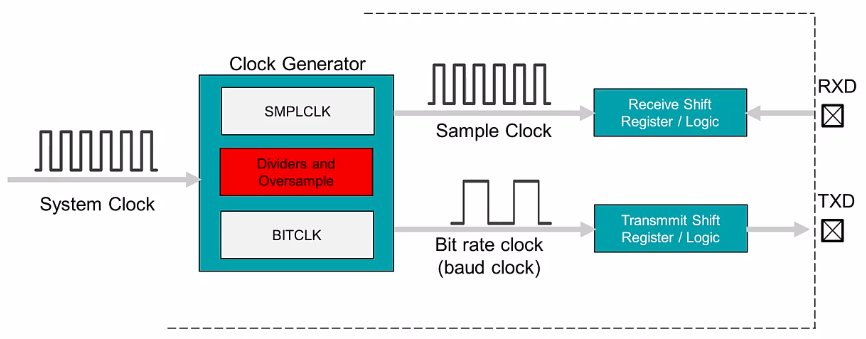 Clock Generator
SMPLCLK
Dividers and
Oversample
BITCLK
System Clock
Sample Clock
Bit rate clock
(baud clock)
Receive Shift
Register / Logic
Transmmit Shift
Register / Logic
RXD
TXD